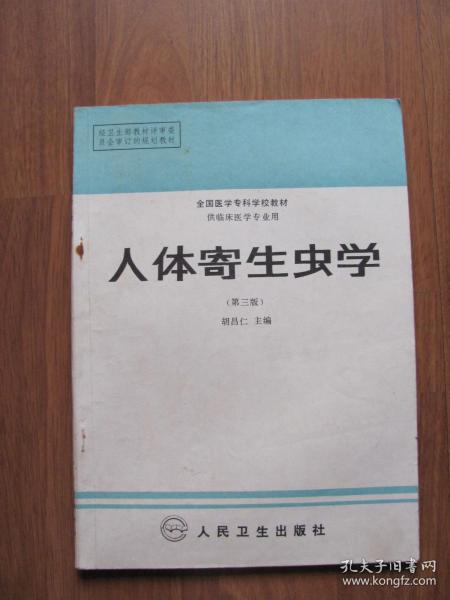 经卫生部教材评审委
员会审订的规划教材
全国医学专科学校教材
供临床医学专业用
人体寄生虫学
（第三版）
胡昌仁 主编
人民卫生出版社
孔夫子旧书网
www.kongfz.com